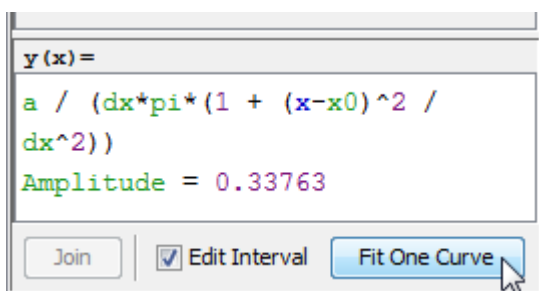 y(x)=
a / (dx*pi*(1 + (x-x0)^2 /
dx^2))
Amplitude = 0.33763
Join Edit Interval Fit One Curve